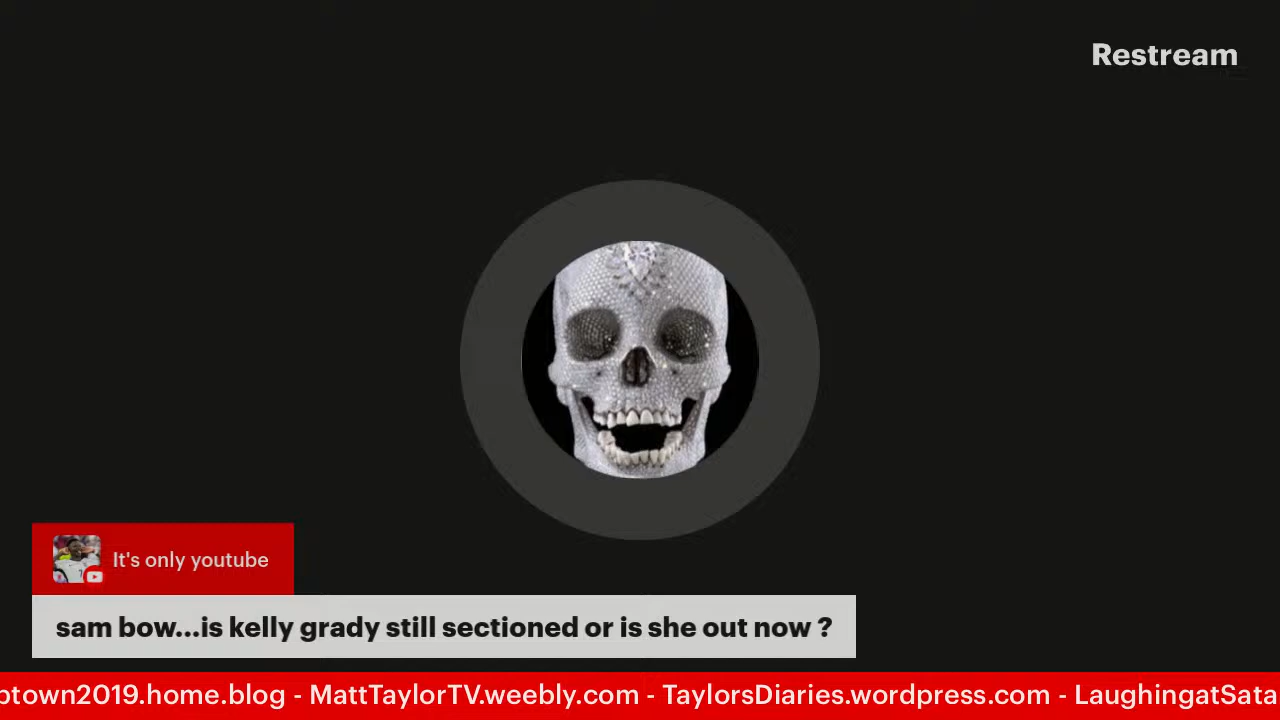 Restream
It's only youtube
sam bow...is kelly grady still sectioned or is she out now ?
ptown2019.home.blog - MattTaylorTV.weebly.com - TaylorsDiaries.wordpress.com - LaughingatSata